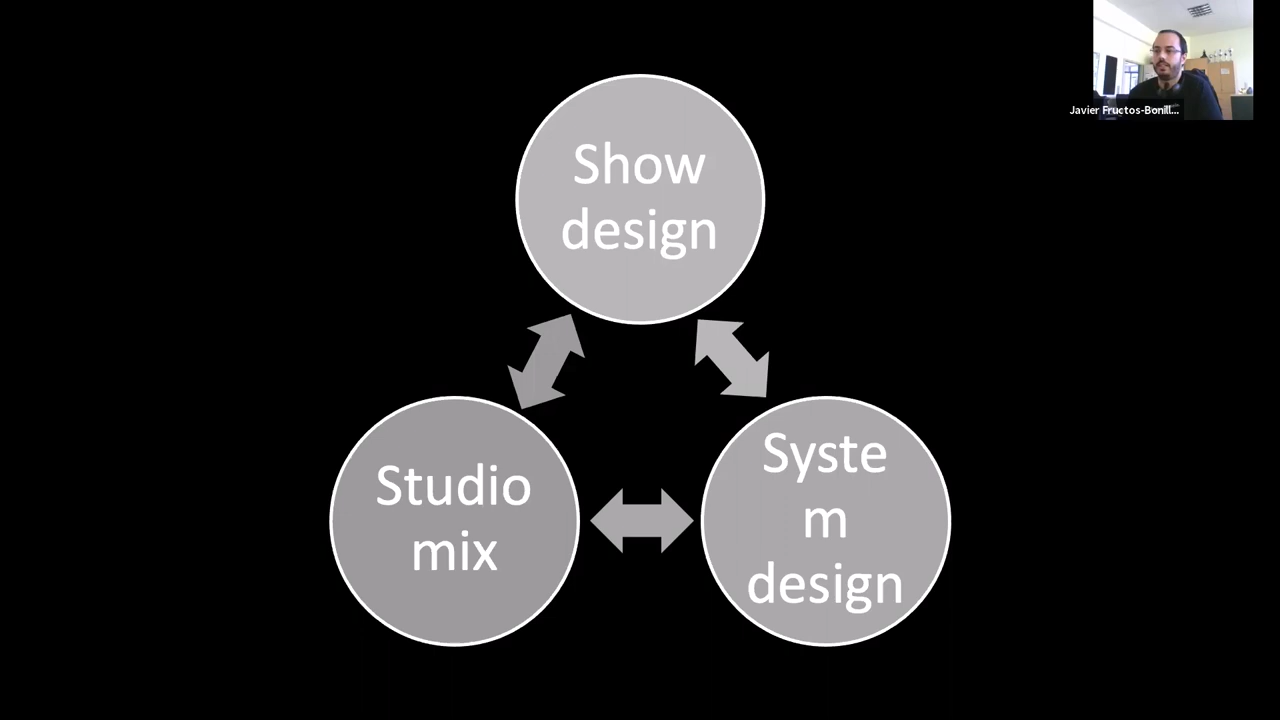 Javier Fructos-Bonill...
Show
design
Studio
mix
Syste
m
design